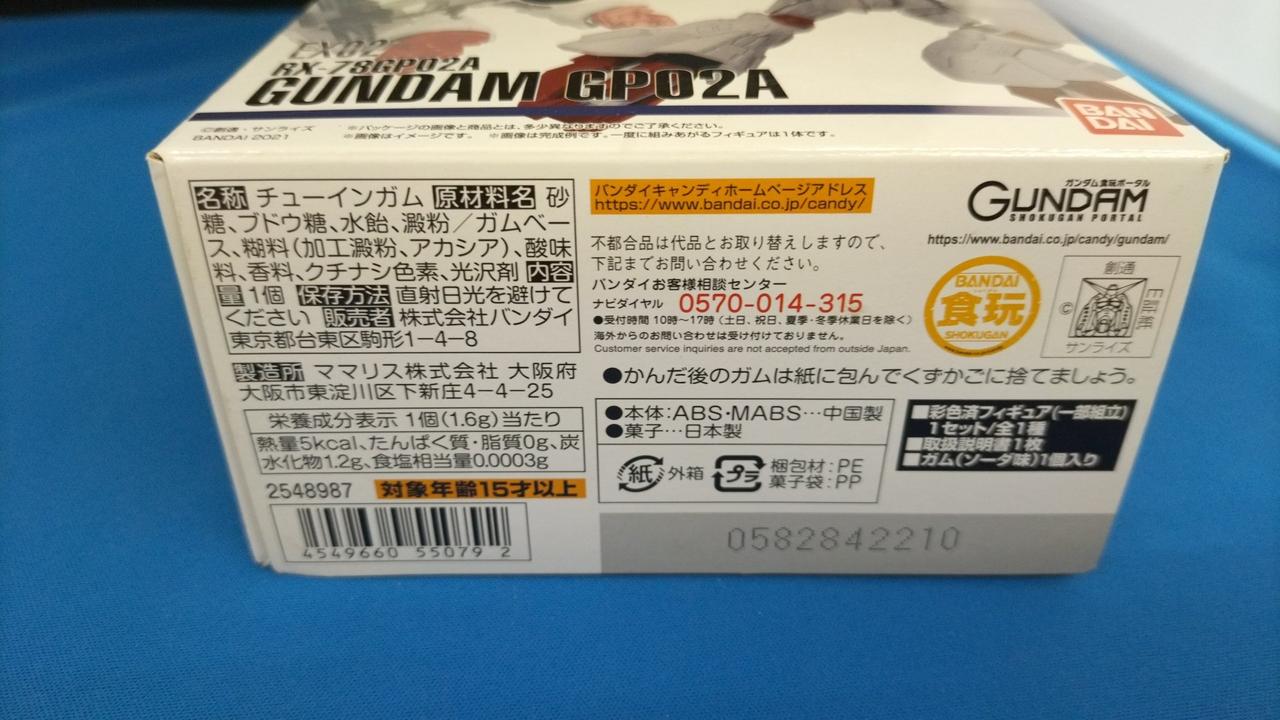 EX02
RX-78GP02A
GUNDAM GP02A
©創通・サンライズ
BANDAI 2021
※パッケージの画像と商品とは、多少異なりますのでご了承ください。
※画像はイメージです。 ※画像は完成例です。一度に組みあがるフィギュアは1体です。
BAN
DAI
名称 チューインガム 原材料名 砂
糖、ブドウ糖、水飴、澱粉／ガムベー
ス、糊料(加工澱粉、アカシア)、酸味
料、香料、クチナシ色素、光沢剤 内容
量 1個 保存方法 直射日光を避けて
ください 販売者 株式会社バンダイ
東京都台東区駒形1-4-8
製造所 ママリス株式会社 大阪府
大阪市東淀川区下新庄4-4-25
栄養成分表示 1個(1.6g)当たり
熱量5kcal、たんぱく質・脂質0g、炭
水化物1.2g、食塩相当量0.0003g
2548987 対象年齢15才以上
4549660 55079 2
バンダイキャンディホームページアドレス
https://www.bandai.co.jp/candy/
不都合品は代品とお取り替えしますので、
下記までお問い合わせください。
バンダイお客様相談センター
ナビダイヤル 0570-014-315
●受付時間 10時〜17時(土日、祝日、夏季・冬季休業日を除く)
海外からのお問い合わせは受け付けておりません。
Customer service inquiries are not accepted from outside Japan.
ガンダム食玩ポータル
GUNDAM
SHOKUGAN PORTAL
https://www.bandai.co.jp/candy/gundam/
BANDAI
食玩
SHOKUGAN
創通
©
サンライズ
●かんだ後のガムは紙に包んでくずかごに捨てましょう。
●本体:ABS・MABS…中国製
●菓子…日本製
紙 外箱 プラ 梱包材:PE
菓子袋:PP
■彩色済フィギュア(一部組立)
1セット/全1種
■取扱説明書1枚
■ガム(ソーダ味)1個入り
0582842210